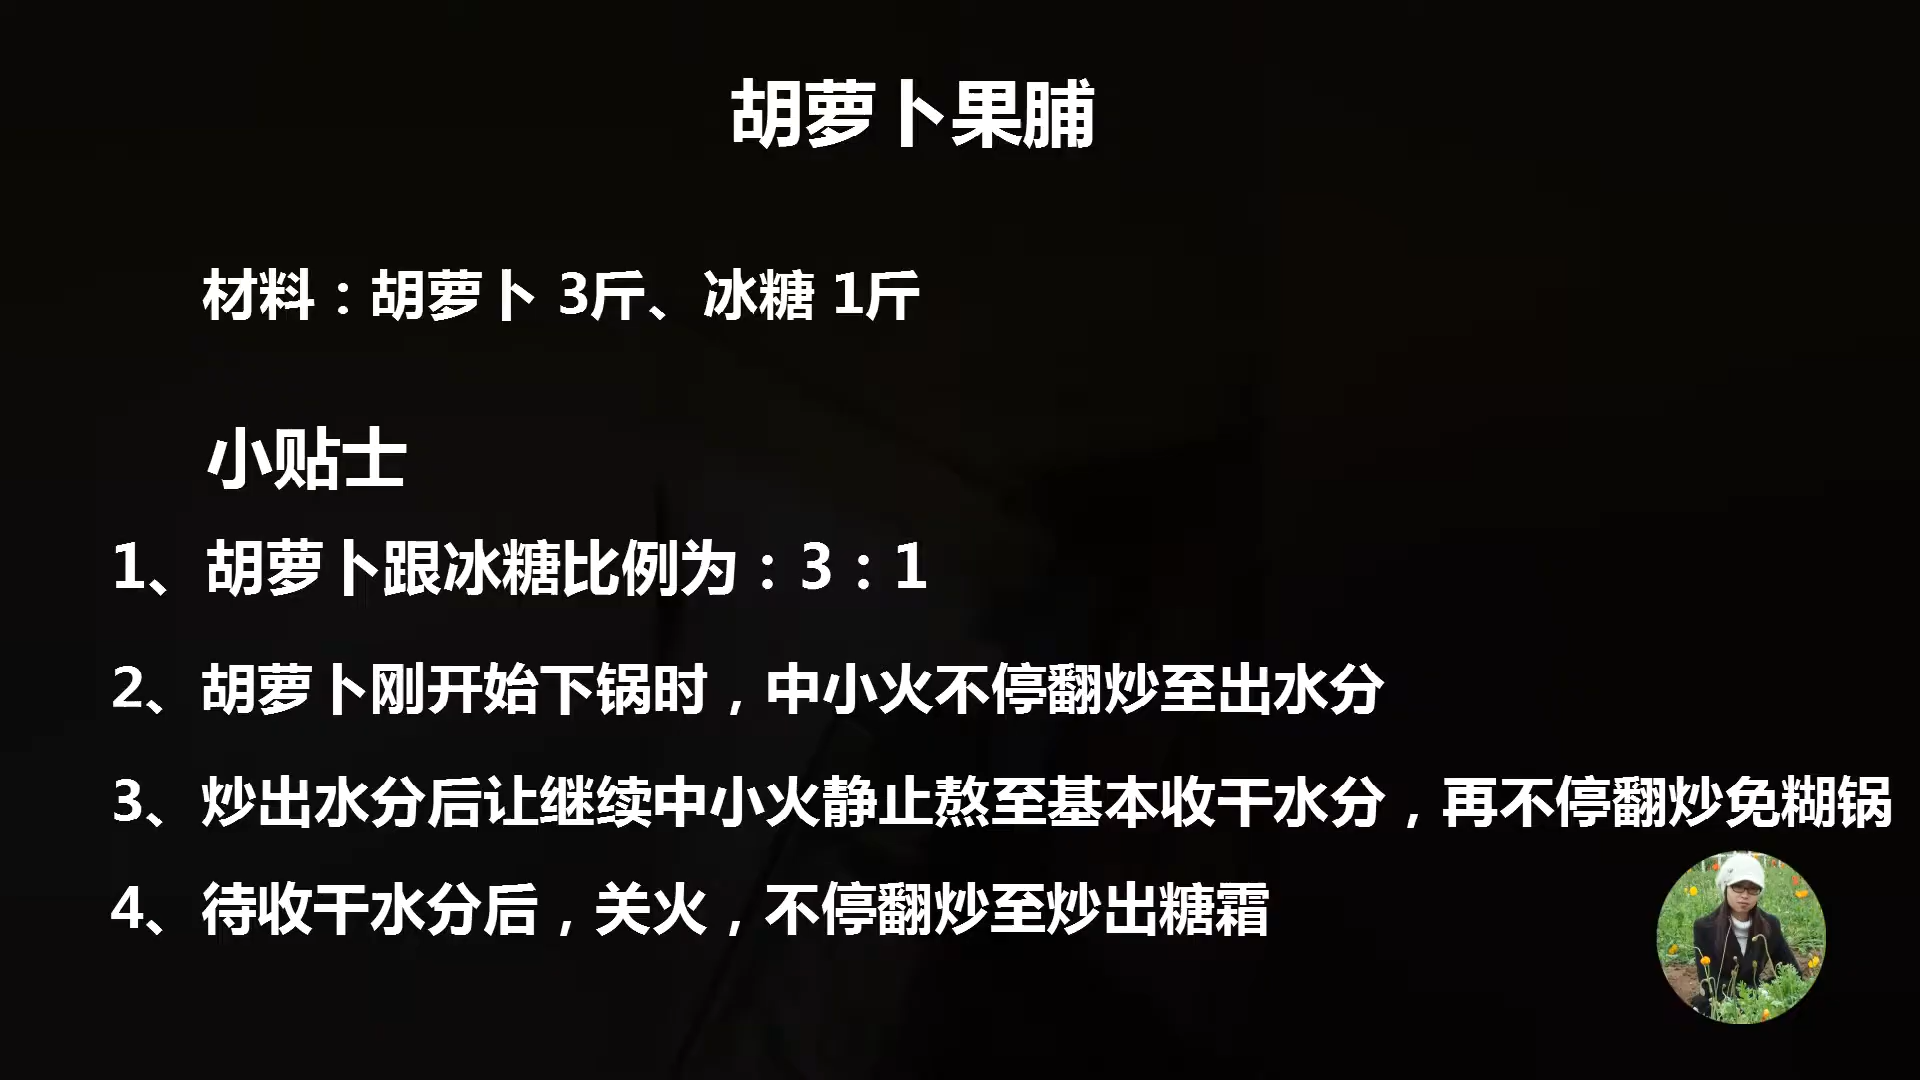 胡萝卜果脯
材料：胡萝卜 3斤、冰糖 1斤
小贴士
1、胡萝卜跟冰糖比例为：3：1
2、胡萝卜刚开始下锅时，中小火不停翻炒至出水分
3、炒出水分后让继续中小火静止熬至基本收干水分，再不停翻炒免糊锅
4、待收干水分后，关火，不停翻炒至炒出糖霜